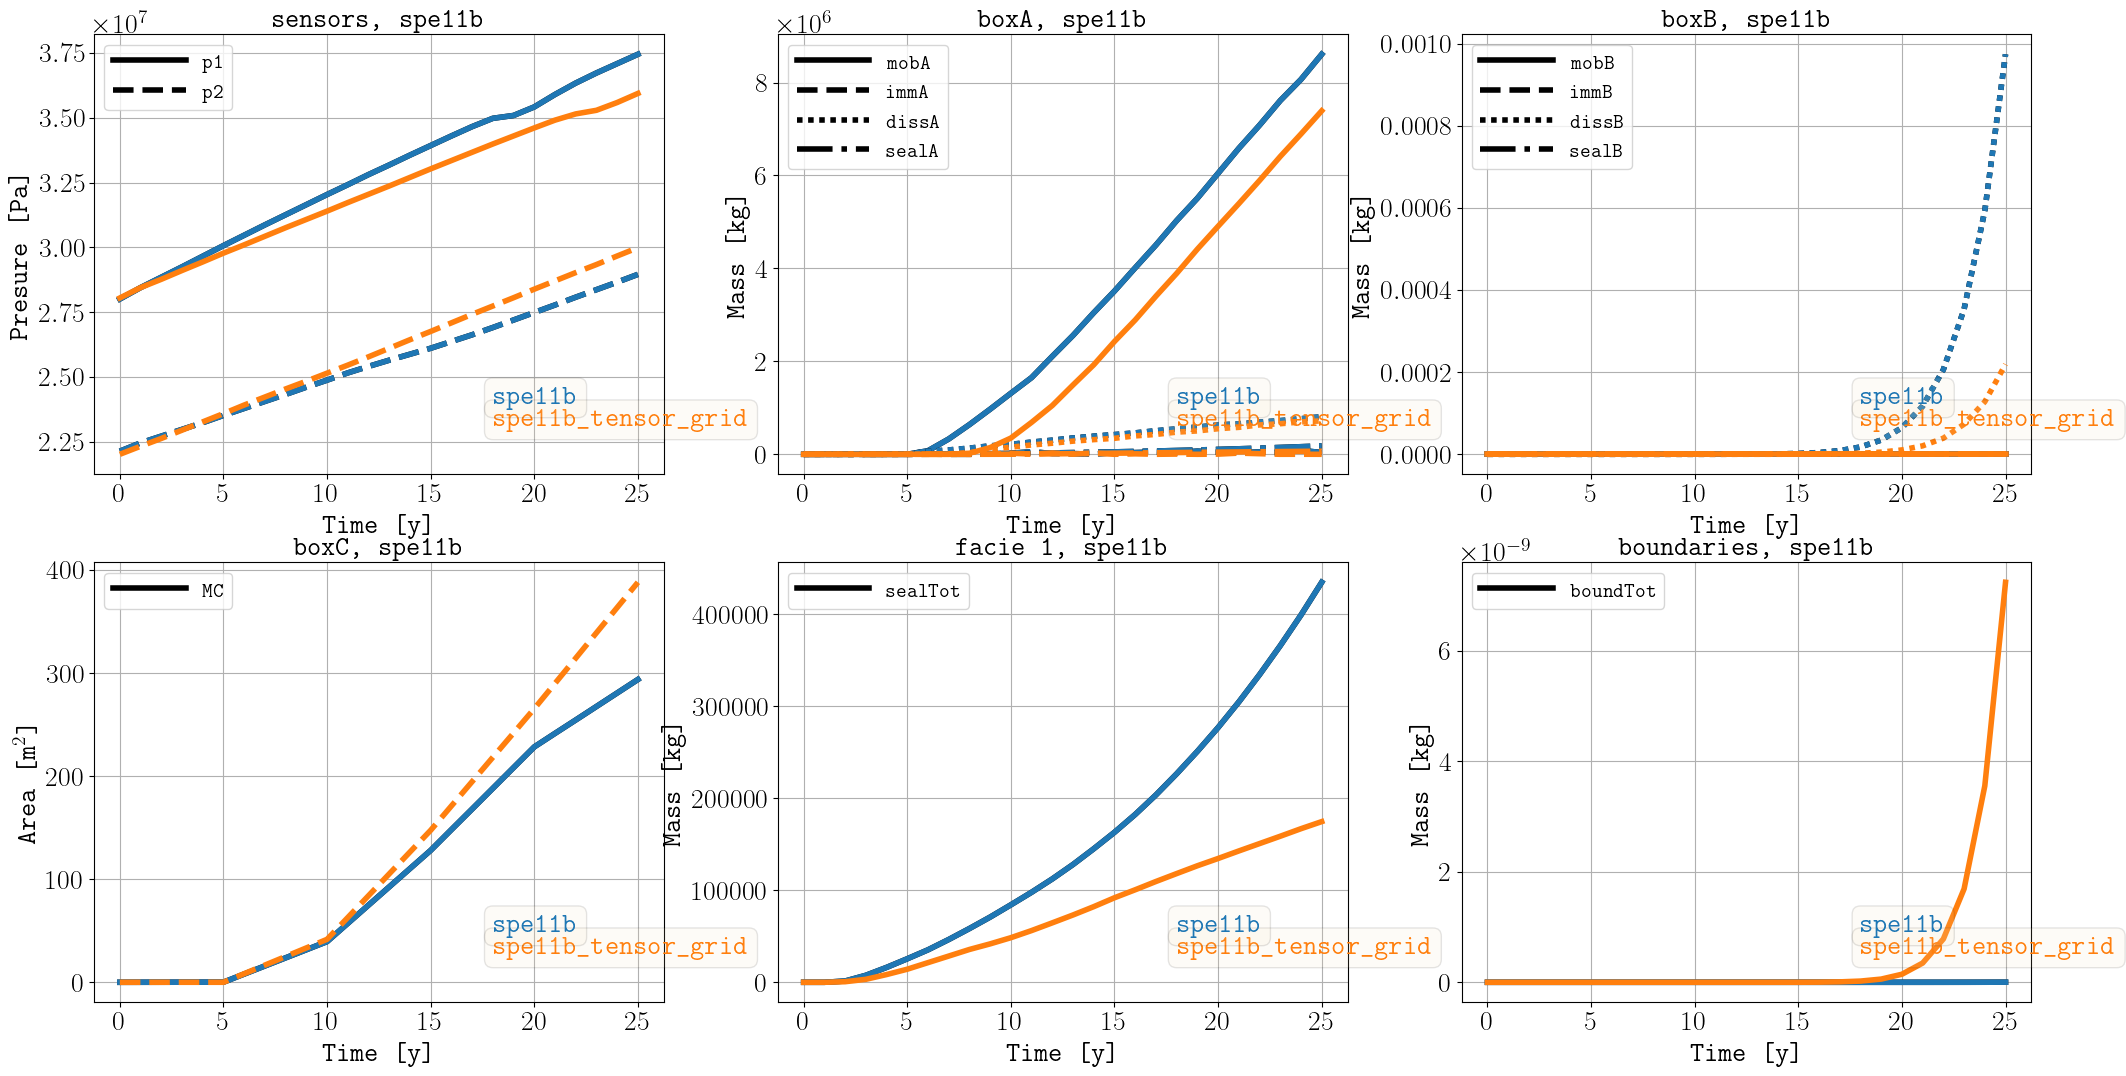 sensors, spe11b
×10⁷
p1
p2
3.75
3.50
3.25
3.00
2.75
2.50
2.25
Presure [Pa]
spe11b
spe11b_tensor_grid
0 5 10 15 20 25
Time [y]
boxA, spe11b
×10⁶
mobA
immA
dissA
sealA
8
6
4
2
0
Mass [kg]
spe11b
spe11b_tensor_grid
0 5 10 15 20 25
Time [y]
boxB, spe11b
mobB
immB
dissB
sealB
0.0010
0.0008
0.0006
0.0004
0.0002
0.0000
Mass [kg]
spe11b
spe11b_tensor_grid
0 5 10 15 20 25
Time [y]
boxC, spe11b
MC
400
300
200
100
0
Area [m²]
spe11b
spe11b_tensor_grid
0 5 10 15 20 25
Time [y]
facie 1, spe11b
sealTot
400000
300000
200000
100000
0
Mass [kg]
spe11b
spe11b_tensor_grid
0 5 10 15 20 25
Time [y]
boundaries, spe11b
×10⁻⁹
boundTot
6
4
2
0
Mass [kg]
spe11b
spe11b_tensor_grid
0 5 10 15 20 25
Time [y]